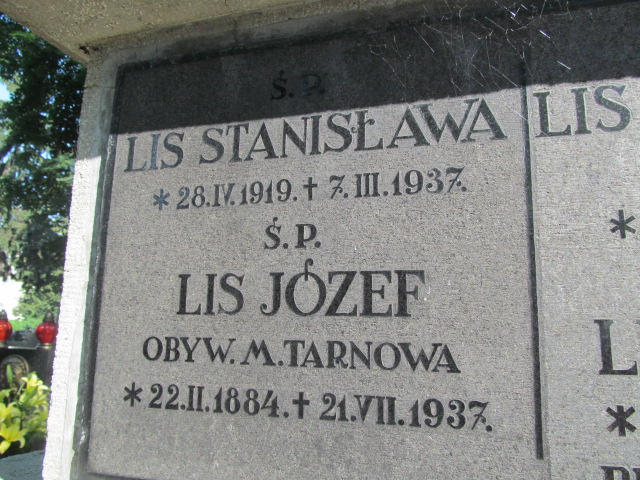 Ś. P.
LIS STANISŁAWA
* 28.IV.1919. † 7.III.1937.
Ś. P.
LIS JÓZEF
OBYW. M. TARNOWA
* 22.II.1884. † 21.VII.1937.
LIS
*
*